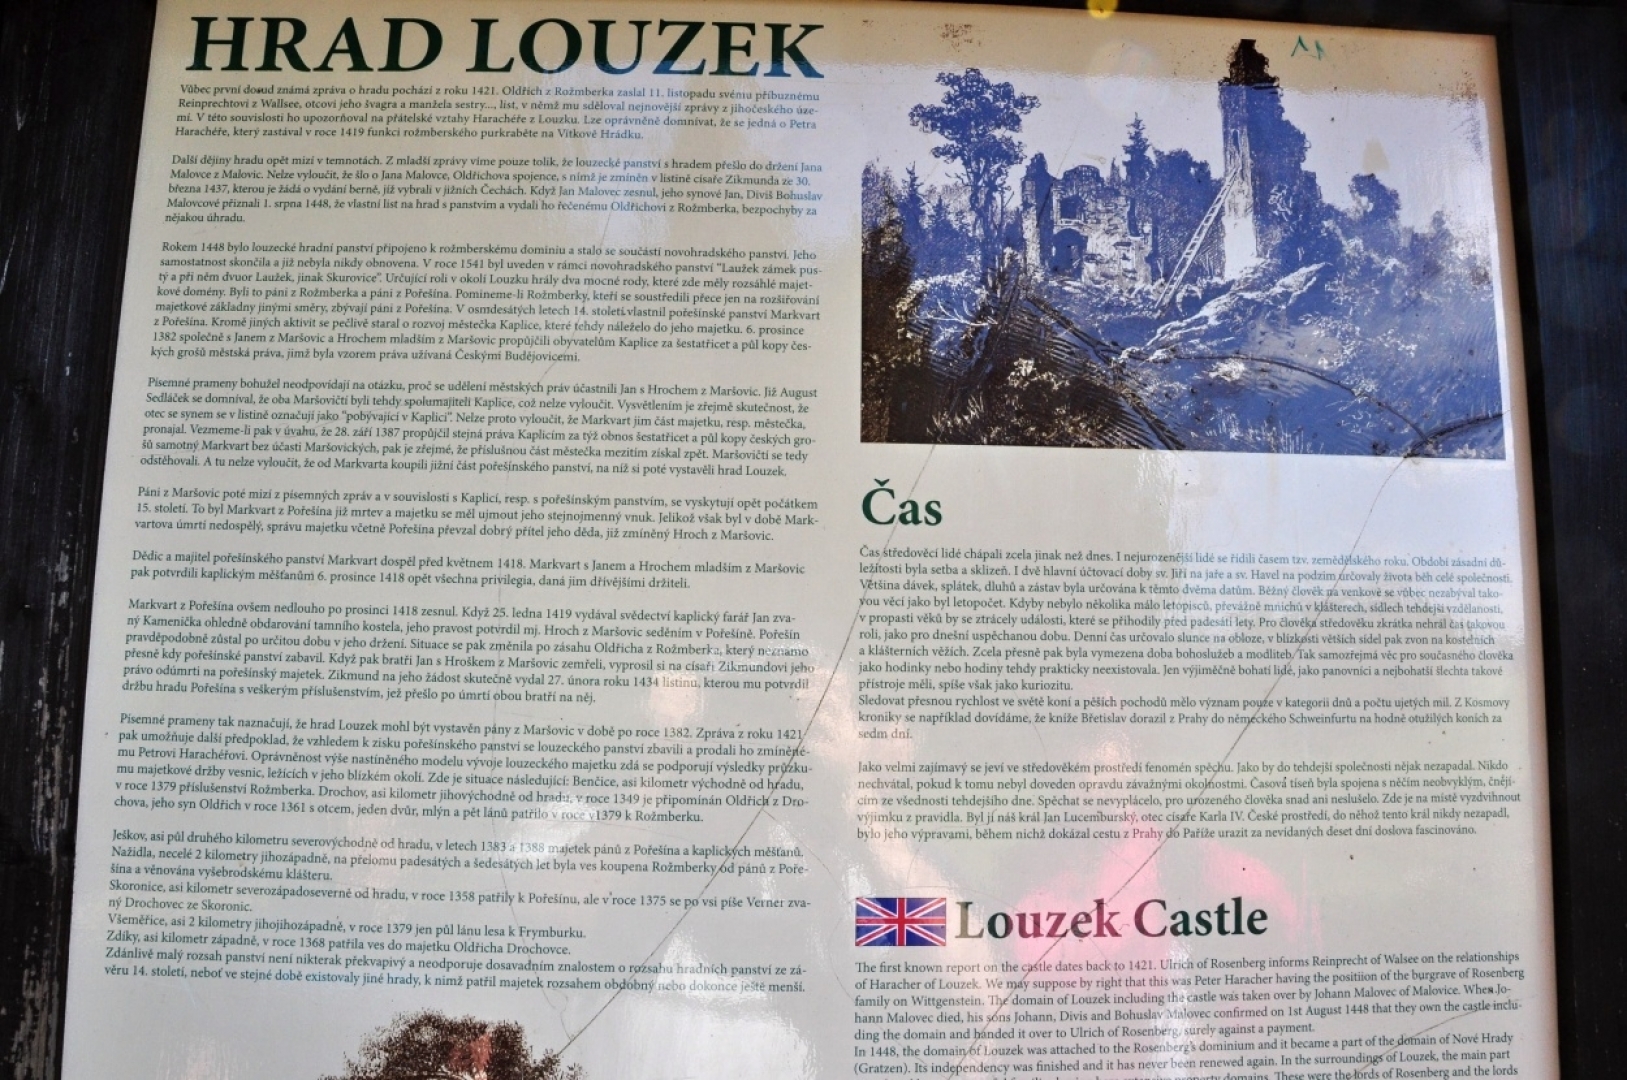 HRAD LOUZEK
Vůbec první dosud známá zpráva o hradu pochází z roku 1421. Oldřich z Rožmberka zaslal 11. listopadu svému příbuznému
Reinprechtovi z Wallsee, otcovi jeho švagra a manžela sestry..., list, v němž mu sděloval nejnovější zprávy z jihočeského úze-
mí. V této souvislosti ho upozorňoval na přátelské vztahy Harachéře z Louzku. Lze oprávněně domnívat, že se jedná o Petra
Harachéře, který zastával v roce 1419 funkci rožmberského purkraběte na Vítkově Hrádku.
Další dějiny hradu opět mizí v temnotách. Z mladší zprávy víme pouze tolik, že louzecké panství s hradem přešlo do držení Jana
Malovce z Malovic. Nelze vyloučit, že šlo o Jana Malovce, Oldřichova spojence, s nímž je zmíněn v listině císaře Zikmunda ze 30.
března 1437, kterou je žádá o vydání berně, již vybrali v jižních Čechách. Když Jan Malovec zesnul, jeho synové Jan, Diviš Bohuslav
Malovcové přiznali 1. srpna 1448, že vlastní list na hrad s panstvím a vydali ho řečenému Oldřichovi z Rožmberka, bezpochyby za
nějakou úhradu.
Rokem 1448 bylo louzecké hradní panství připojeno k rožmberskému dominiu a stalo se součástí novohradského panství. Jeho
samostatnost skončila a již nebyla nikdy obnovena. V roce 1541 byl uveden v rámci novohradského panství "Laužek zámek pus-
tý a při něm dvuor Laužek, jinak Skurovice". Určující roli v okolí Louzku hrály dva mocné rody, které zde měly rozsáhlé majet-
kové domény. Byli to páni z Rožmberka a páni z Pořešína. Pomineme-li Rožmberky, kteří se soustředili přece jen na rozšiřování
majetkové základny jinými směry, zbývají páni z Pořešína. V osmdesátých letech 14. století vlastnil pořešínské panství Markvart
z Pořešína. Kromě jiných aktivit se pečlivě staral o rozvoj městečka Kaplice, které tehdy náleželo do jeho majetku. 6. prosince
1382 společně s Janem z Maršovic a Hrochem mladším z Maršovic propůjčili obyvatelům Kaplice za šestatřicet a půl kopy čes-
kých grošů městská práva, jimž byla vzorem práva užívaná Českými Budějovicemi.
Písemné prameny bohužel neodpovídají na otázku, proč se udělení městských práv účastnili Jan s Hrochem z Maršovic. Již August
Sedláček se domníval, že oba Maršovičtí byli tehdy spolumajiteli Kaplice, což nelze vyloučit. Vysvětlením je zřejmě skutečnost, že
otec se synem se v listině označují jako "pobývající v Kaplici". Nelze proto vyloučit, že Markvart jim část majetku, resp. městečka,
pronajal. Vezmeme-li pak v úvahu, že 28. září 1387 propůjčil stejná práva Kaplicím za týž obnos šestatřicet a půl kopy českých gro-
šů samotný Markvart bez účasti Maršovických, pak je zřejmé, že příslušnou část městečka mezitím získal zpět. Maršovičtí se tedy
odstěhovali. A tu nelze vyloučit, že od Markvarta koupili jižní část pořešínského panství, na níž si poté vystavěli hrad Louzek.
Páni z Maršovic poté mizí z písemných zpráv a v souvislosti s Kaplicí, resp. s pořešínským panstvím, se vyskytují opět počátkem
15. století. To byl Markvart z Pořešína již mrtev a majetku se měl ujmout jeho stejnojmenný vnuk. Jelikož však byl v době Mark-
vartova úmrtí nedospělý, správu majetku včetně Pořešína převzal dobrý přítel jeho děda, již zmíněný Hroch z Maršovic.
Dědic a majitel pořešínského panství Markvart dospěl před květnem 1418. Markvart s Janem a Hrochem mladším z Maršovic
pak potvrdili kaplickým měšťanům 6. prosince 1418 opět všechna privilegia, daná jim dřívějšími držiteli.
Markvart z Pořešína ovšem nedlouho po prosinci 1418 zesnul. Když 25. ledna 1419 vydával svědectví kaplický farář Jan zva-
ný Kamenička ohledně obdarování tamního kostela, jeho pravost potvrdil mj. Hroch z Maršovic seděním v Pořešíně. Pořešín
pravděpodobně zůstal po určitou dobu v jeho držení. Situace se pak změnila po zásahu Oldřicha z Rožmberka, který neznámo
přesně kdy pořešínské panství zabavil. Když pak bratři Jan s Hroškem z Maršovic zemřeli, vyprosil si na císaři Zikmundovi jeho
právo odúmrti na pořešínský majetek. Zikmund na jeho žádost skutečně vydal 27. února roku 1434 listinu, kterou mu potvrdil
držbu hradu Pořešína s veškerým příslušenstvím, jež přešlo po úmrtí obou bratří na něj.
Písemné prameny tak naznačují, že hrad Louzek mohl být vystavěn pány z Maršovic v době po roce 1382. Zpráva z roku 1421
pak umožňuje další předpoklad, že vzhledem k zisku pořešínského panství se louzeckého panství zbavili a prodali ho zmíněné-
mu Petrovi Harachéřovi. Oprávněnost výše nastíněného modelu vývoje louzeckého majetku zdá se podporují výsledky průzku-
mu majetkové držby vesnic, ležících v jeho blízkém okolí. Zde je situace následující: Benčice, asi kilometr východně od hradu,
v roce 1379 příslušenství Rožmberka. Drochov, asi kilometr jihovýchodně od hradu, v roce 1349 je připomínán Oldřich z Dro-
chova, jeho syn Oldřich v roce 1361 s otcem, jeden dvůr, mlýn a pět lánů patřilo v roce v1379 k Rožmberku.
Ješkov, asi půl druhého kilometru severovýchodně od hradu, v letech 1383 a 1388 majetek pánů z Pořešína a kaplických měšťanů.
Nažidla, necelé 2 kilometry jihozápadně, na přelomu padesátých a šedesátých let byla ves koupena Rožmberky od pánů z Poře-
šína a věnována vyšebrodskému klášteru.
Skoronice, asi kilometr severozápadoseverně od hradu, v roce 1358 patřily k Pořešínu, ale v roce 1375 se po vsi píše Verner zva-
ný Drochovec ze Skoronic.
Všeměřice, asi 2 kilometry jihojihozápadně, v roce 1379 jen půl lánu lesa k Frymburku.
Zdíky, asi kilometr západně, v roce 1368 patřila ves do majetku Oldřicha Drochovce.
Zdánlivě malý rozsah panství není nikterak překvapivý a neodporuje dosavadním znalostem o rozsahu hradních panství ze zá-
věru 14. století, neboť ve stejné době existovaly jiné hrady, k nimž patřil majetek rozsahem obdobný nebo dokonce ještě menší.
Čas
Čas středověcí lidé chápali zcela jinak než dnes. I nejurozenější lidé se řídili časem tzv. zemědělského roku. Období zásadní dů-
ležitosti byla setba a sklizeň. I dvě hlavní účtovací doby sv. Jiří na jaře a sv. Havel na podzim určovaly života běh celé společnosti.
Většina dávek, splátek, dluhů a zástav byla určována k těmto dvěma datům. Běžný člověk na venkově se vůbec nezabýval tako-
vou věcí jako byl letopočet. Kdyby nebylo několika málo letopisců, převážně mnichů v klášterech, sídlech tehdejší vzdělanosti,
v propasti věků by se ztrácely události, které se přihodily před padesáti lety. Pro člověka středověku zkrátka nehrál čas takovou
roli, jako pro dnešní uspěchanou dobu. Denní čas určovalo slunce na obloze, v blízkosti větších sídel pak zvon na kostelních
a klášterních věžích. Zcela přesně pak byla vymezena doba bohoslužeb a modliteb. Tak samozřejmá věc pro současného člověka
jako hodinky nebo hodiny tehdy prakticky neexistovala. Jen výjimečně bohatí lidé, jako panovníci a nejbohatší šlechta takové
přístroje měli, spíše však jako kuriozitu.
Sledovat přesnou rychlost ve světě koní a pěších pochodů mělo význam pouze v kategorii dnů a počtu ujetých mil. Z Kosmovy
kroniky se například dovídáme, že kníže Břetislav dorazil z Prahy do německého Schweinfurtu na hodně otužilých koních za
sedm dní.
Jako velmi zajímavý se jeví ve středověkém prostředí fenomén spěchu. Jako by do tehdejší společnosti nějak nezapadal. Nikdo
nechvátal, pokud k tomu nebyl doveden opravdu závažnými okolnostmi. Časová tíseň byla spojena s něčím neobvyklým, čnějí-
cím ze všednosti tehdejšího dne. Spěchat se nevyplácelo, pro urozeného člověka snad ani neslušelo. Zde je na místě vyzdvihnout
výjimku z pravidla. Byl jí náš král Jan Lucemburský, otec císaře Karla IV. České prostředí, do něhož tento král nikdy nezapadl,
bylo jeho výpravami, během nichž dokázal cestu z Prahy do Paříže urazit za nevídaných deset dní doslova fascinováno.
Louzek Castle
The first known report on the castle dates back to 1421. Ulrich of Rosenberg informs Reinprecht of Walsee on the relationships
of Haracher of Louzek. We may suppose by right that this was Peter Haracher having the positiion of the burgrave of Rosenberg
family on Wittgenstein. The domain of Louzek including the castle was taken over by Johann Malovec of Malovice. When Jo-
hann Malovec died, his sons Johann, Divis and Bohuslav Malovec confirmed on 1st August 1448 that they own the castle inclu-
ding the domain and handed it over to Ulrich of Rosenberg, surely against a payment.
In 1448, the domain of Louzek was attached to the Rosenberg's dominium and it became a part of the domain of Nové Hrady
(Gratzen). Its independency was finished and it has never been renewed again. In the surroundings of Louzek, the main part
domains. These were the lords of Rosenberg and the lords